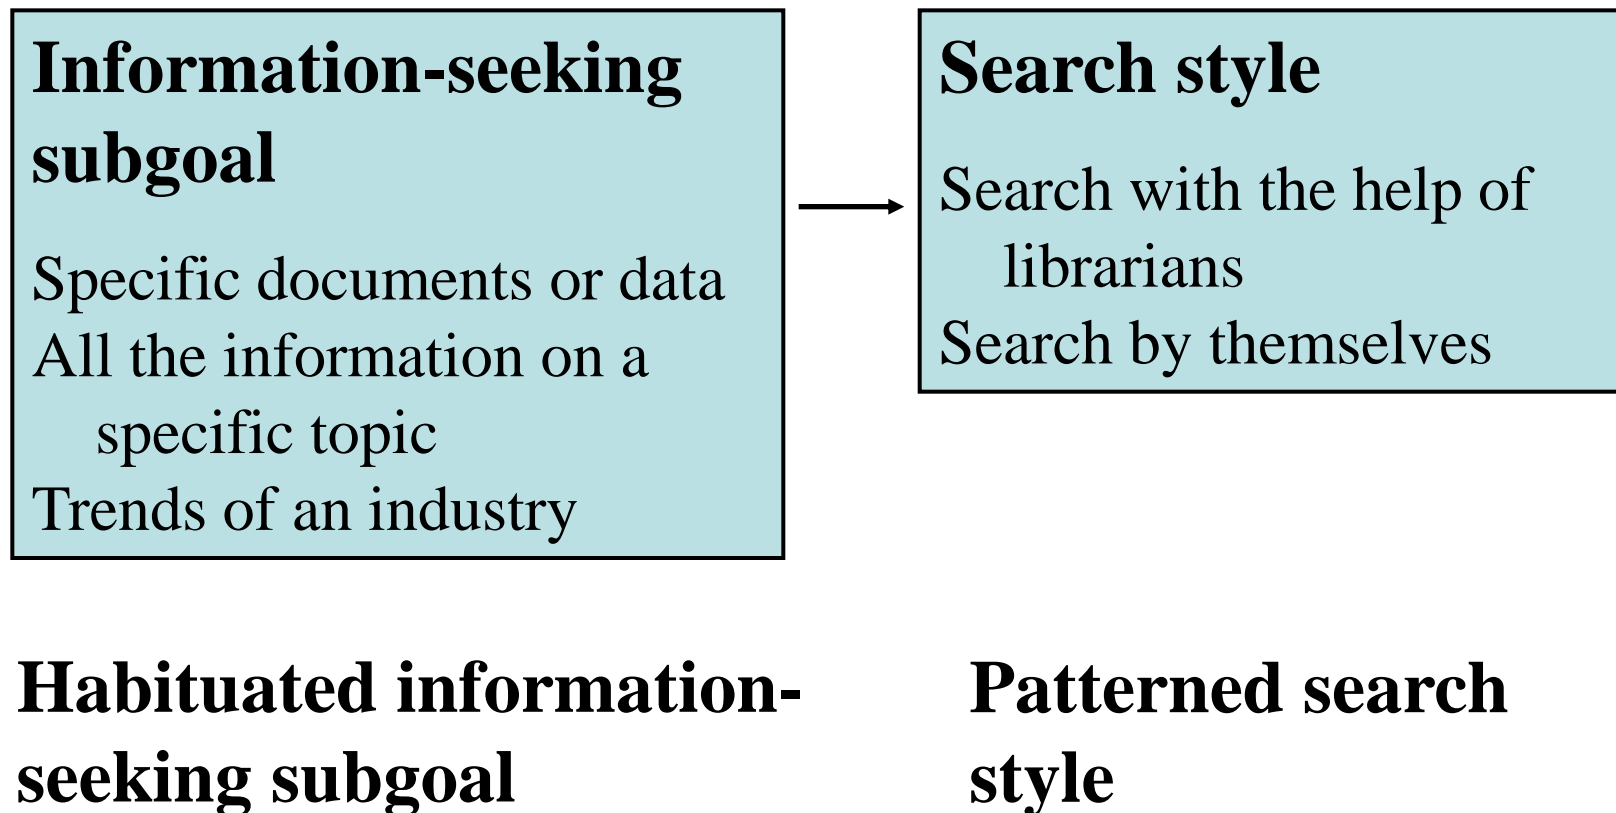 Information-seeking
subgoal
Specific documents or data
All the information on a
specific topic
Trends of an industry
Search style
Search with the help of
librarians
Search by themselves
Habituated information-
seeking subgoal
Patterned search
style